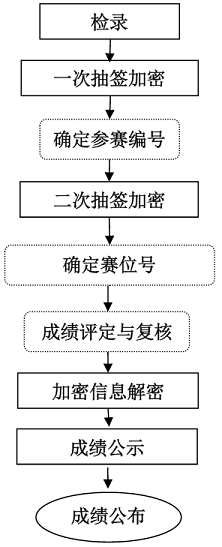 检录
一次抽签加密
确定参赛编号
二次抽签加密
确定赛位号
成绩评定与复核
加密信息解密
成绩公示
成绩公布